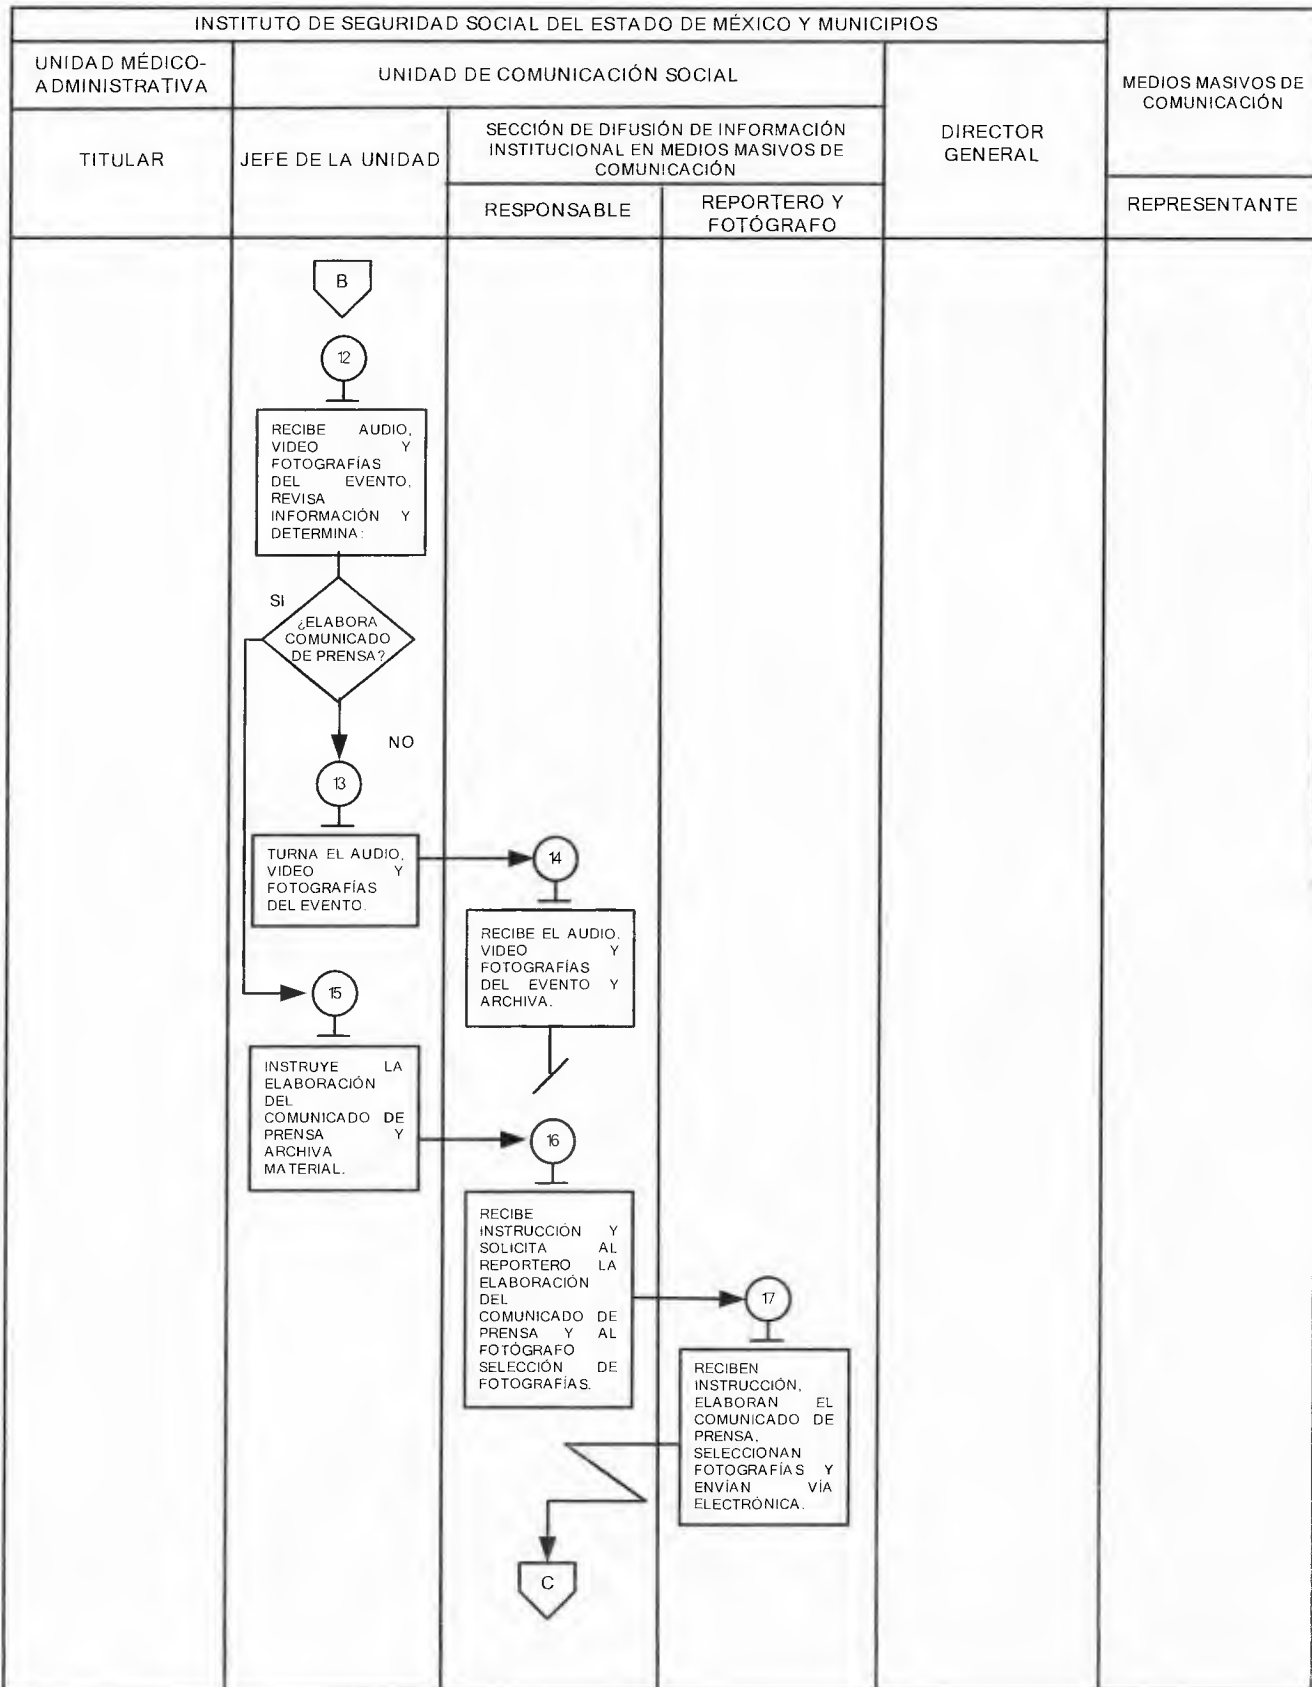 INSTITUTO DE SEGURIDAD SOCIAL DEL ESTADO DE MÉXICO Y MUNICIPIOS
UNIDAD MÉDICO-
ADMINISTRATIVA
UNIDAD DE COMUNICACIÓN SOCIAL
DIRECTOR
GENERAL
MEDIOS MASIVOS DE
COMUNICACIÓN
TITULAR
JEFE DE LA UNIDAD
SECCIÓN DE DIFUSIÓN DE INFORMACIÓN
INSTITUCIONAL EN MEDIOS MASIVOS DE
COMUNICACIÓN
RESPONSABLE
REPORTERO Y
FOTÓGRAFO
REPRESENTANTE
B
12
RECIBE AUDIO,
VIDEO Y
FOTOGRAFÍAS
DEL EVENTO,
REVISA
INFORMACIÓN Y
DETERMINA:
SI
¿ELABORA
COMUNICADO
DE PRENSA?
NO
13
TURNA EL AUDIO,
VIDEO Y
FOTOGRAFÍAS
DEL EVENTO.
14
RECIBE EL AUDIO,
VIDEO Y
FOTOGRAFÍAS
DEL EVENTO Y
ARCHIVA.
15
INSTRUYE LA
ELABORACIÓN
DEL
COMUNICADO DE
PRENSA Y
ARCHIVA
MATERIAL.
16
RECIBE
INSTRUCCIÓN Y
SOLICITA AL
REPORTERO LA
ELABORACIÓN
DEL
COMUNICADO DE
PRENSA Y AL
FOTÓGRAFO
SELECCIÓN DE
FOTOGRAFÍAS.
17
RECIBEN
INSTRUCCIÓN,
ELABORAN EL
COMUNICADO DE
PRENSA,
SELECCIONAN
FOTOGRAFÍAS Y
ENVÍAN VÍA
ELECTRÓNICA.
C